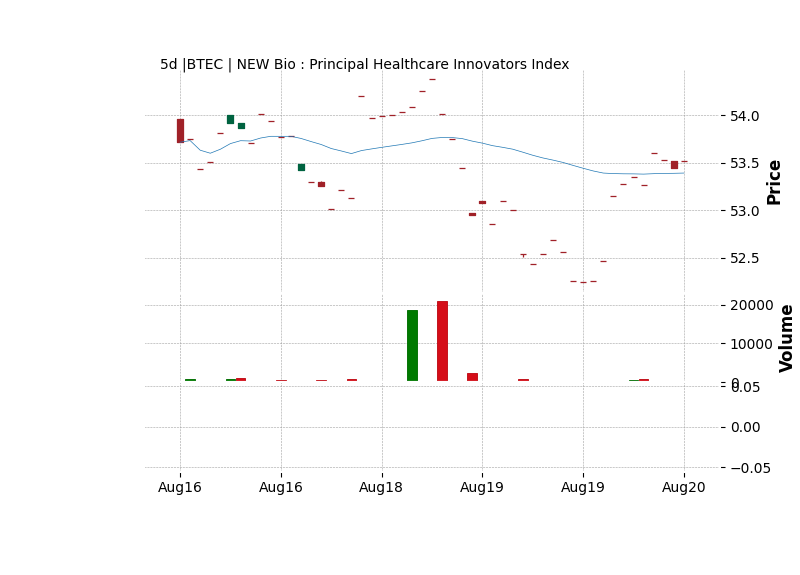 5d |BTEC | NEW Bio : Principal Healthcare Innovators Index
54.0
53.5
53.0
52.5
Price
20000
10000
0
Volume
0.05
0.00
−0.05
Aug16 Aug16 Aug18 Aug19 Aug19 Aug20